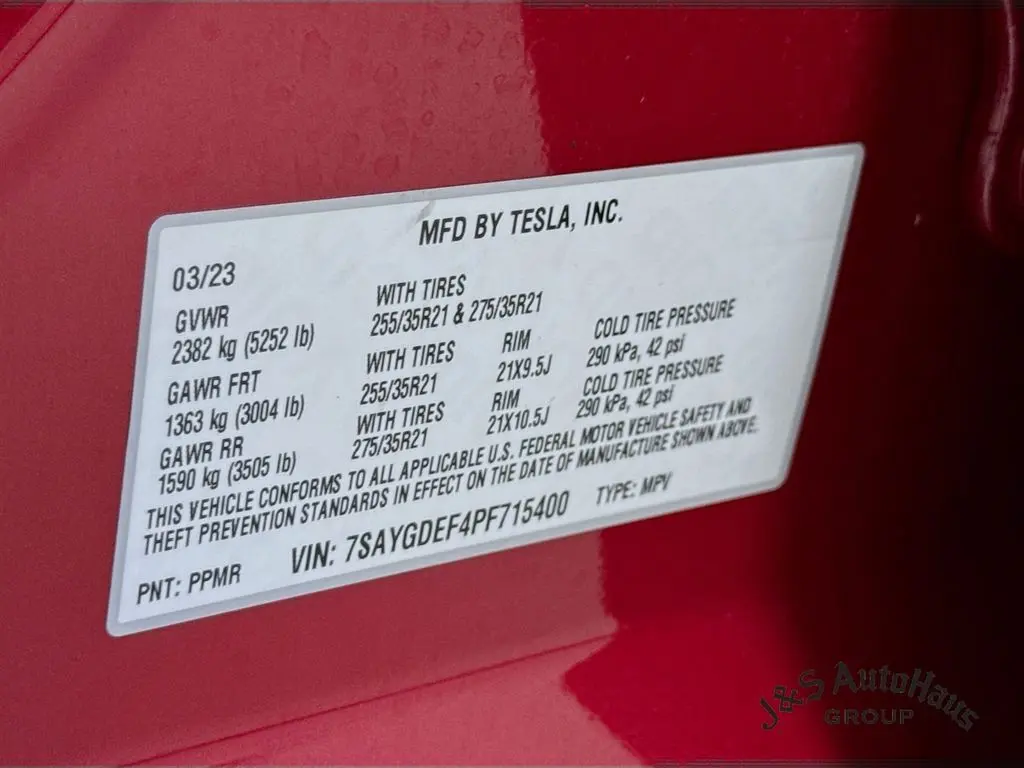 MFD BY TESLA, INC.
03/23
GVWR WITH TIRES
2382 kg (5252 lb) 255/35R21 & 275/35R21
GAWR FRT WITH TIRES RIM COLD TIRE PRESSURE
1363 kg (3004 lb) 255/35R21 21X9.5J 290 kPa, 42 psi
GAWR RR WITH TIRES RIM COLD TIRE PRESSURE
1590 kg (3505 lb) 275/35R21 21X10.5J 290 kPa, 42 psi
THIS VEHICLE CONFORMS TO ALL APPLICABLE U.S. FEDERAL MOTOR VEHICLE SAFETY AND
THEFT PREVENTION STANDARDS IN EFFECT ON THE DATE OF MANUFACTURE SHOWN ABOVE.
PNT: PPMR VIN: 7SAYGDEF4PF715400 TYPE: MPV
J&S AutoHaus
GROUP